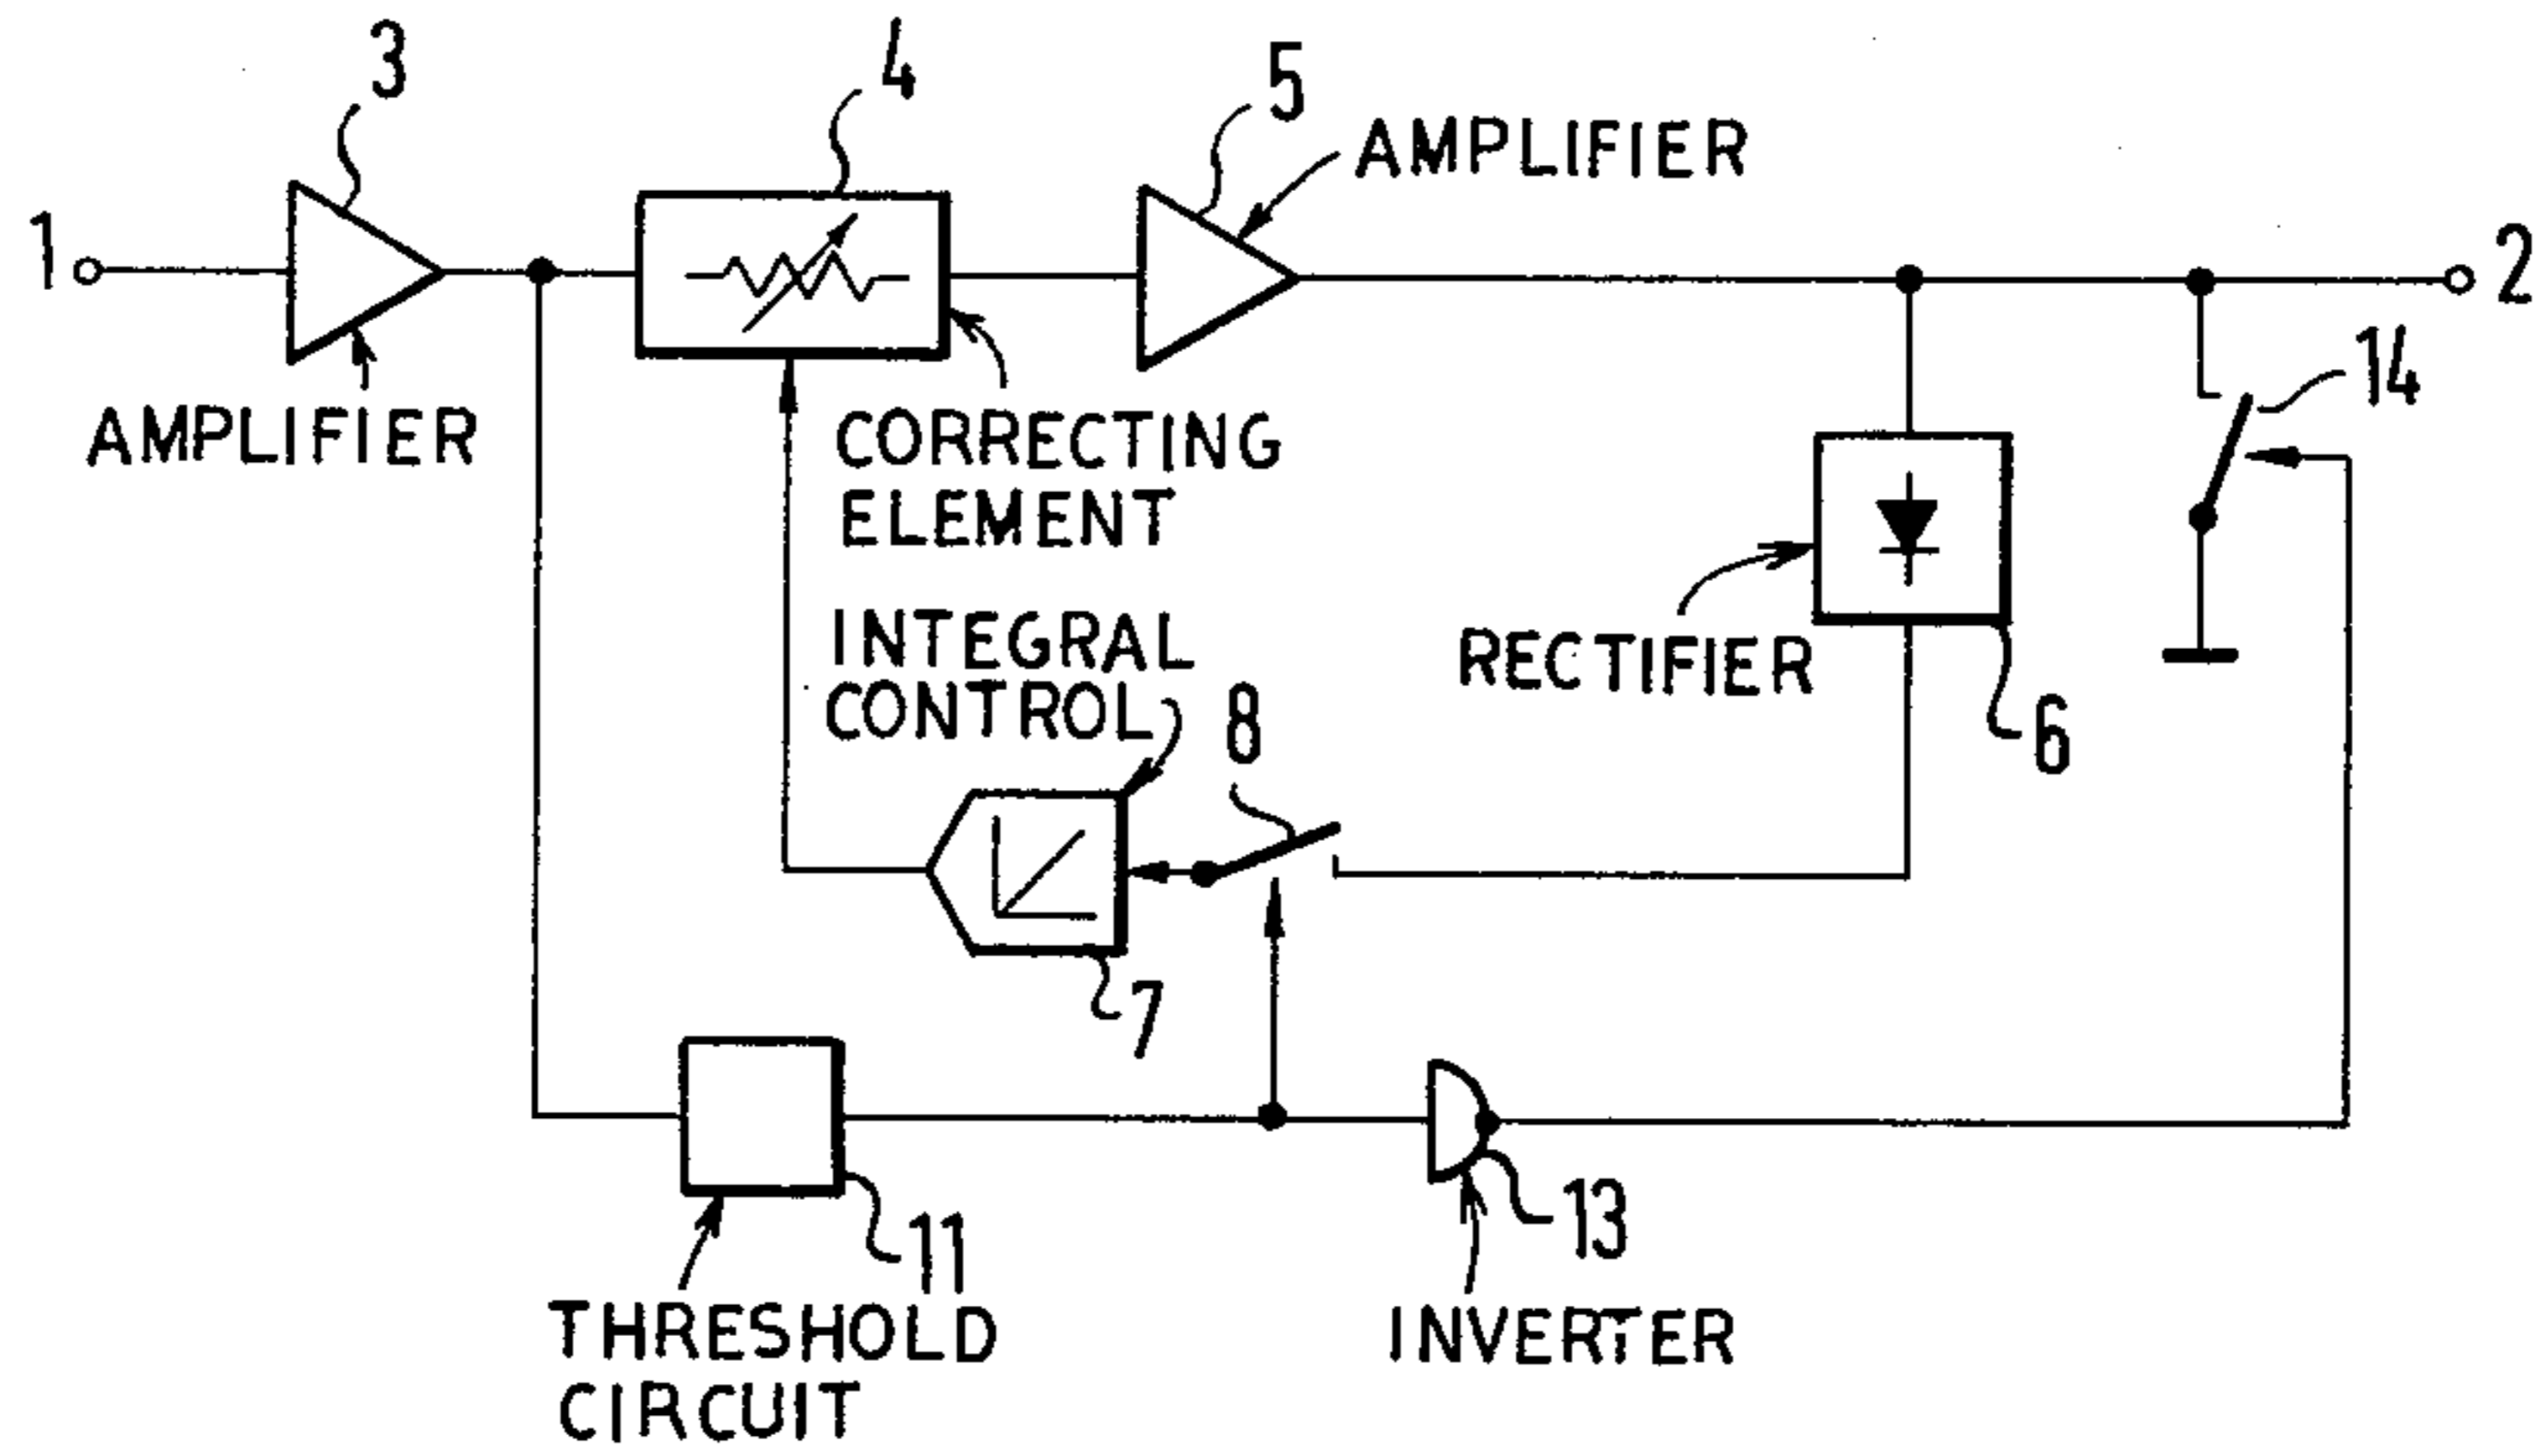 3
4
5
AMPLIFIER
1
2
14
AMPLIFIER
CORRECTING
ELEMENT
INTEGRAL
CONTROL
8
RECTIFIER
6
7
11
13
THRESHOLD
CIRCUIT
INVERTER